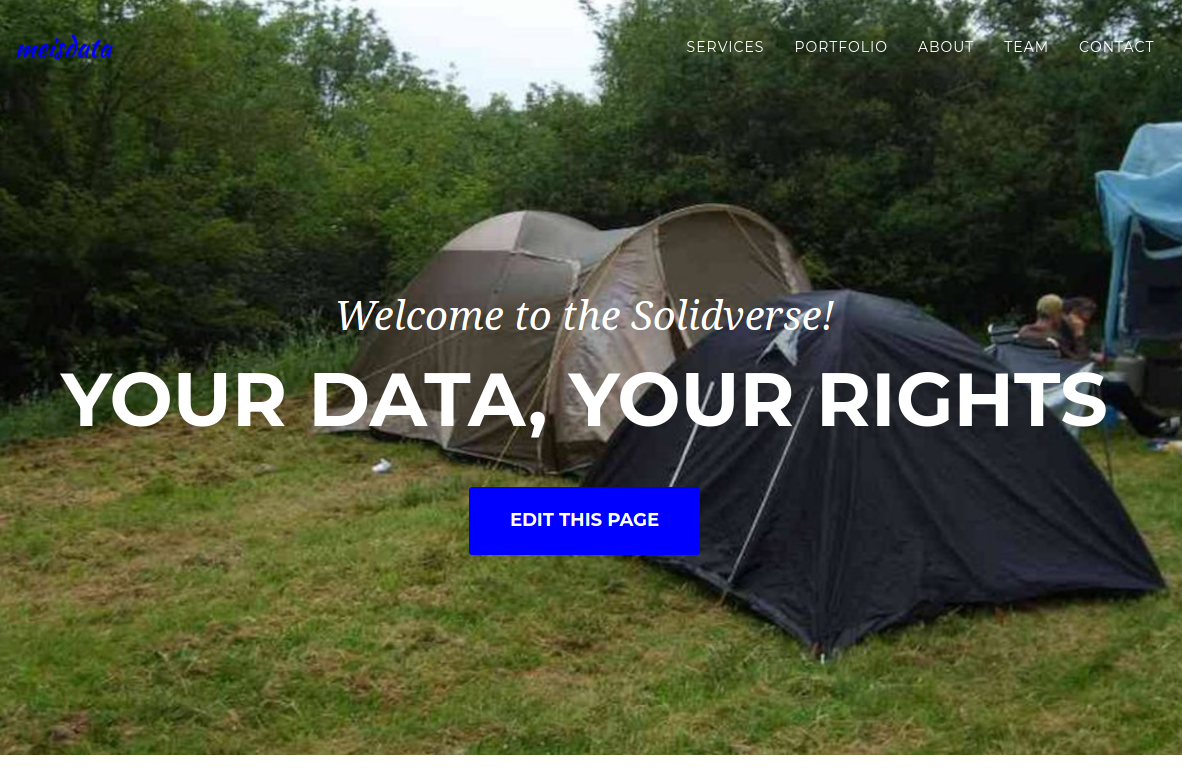 meisdata
SERVICES PORTFOLIO ABOUT TEAM CONTACT
Welcome to the Solidverse!
YOUR DATA, YOUR RIGHTS
EDIT THIS PAGE